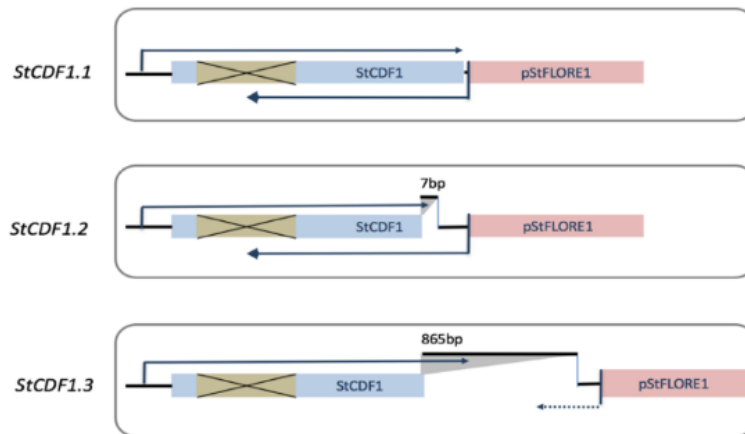 StCDF1.1
StCDF1
pStFLORE1
7bp
StCDF1.2
StCDF1
pStFLORE1
865bp
StCDF1.3
StCDF1
pStFLORE1